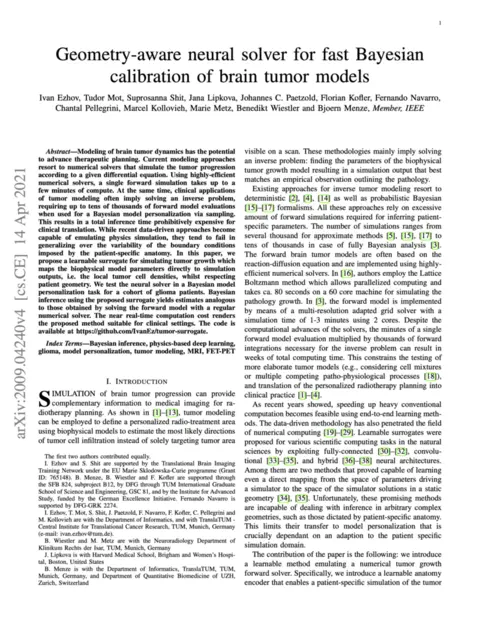 1
Geometry-aware neural solver for fast Bayesian
calibration of brain tumor models
Ivan Ezhov, Tudor Mot, Suprosanna Shit, Jana Lipkova, Johannes C. Paetzold, Florian Kofler, Fernando Navarro,
Chantal Pellegrini, Marcel Kollovieh, Marie Metz, Benedikt Wiestler and Bjoern Menze, Member, IEEE
arXiv:2009.04240v4 [cs.CE] 14 Apr 2021
Abstract—Modeling of brain tumor dynamics has the potential
to advance therapeutic planning. Current modeling approaches
resort to numerical solvers that simulate the tumor progression
according to a given differential equation. Using highly-efficient
numerical solvers, a single forward simulation takes up to a
few minutes of compute. At the same time, clinical applications
of tumor modeling often imply solving an inverse problem,
requiring up to tens of thousands of forward model evaluations
when used for a Bayesian model personalization via sampling.
This results in a total inference time prohibitively expensive for
clinical translation. While recent data-driven approaches become
capable of emulating physics simulation, they tend to fail in
generalizing over the variability of the boundary conditions
imposed by the patient-specific anatomy. In this paper, we
propose a learnable surrogate for simulating tumor growth which
maps the biophysical model parameters directly to simulation
outputs, i.e. the local tumor cell densities, whilst respecting
patient geometry. We test the neural solver in a Bayesian model
personalization task for a cohort of glioma patients. Bayesian
inference using the proposed surrogate yields estimates analogous
to those obtained by solving the forward model with a regular
numerical solver. The near real-time computation cost renders
the proposed method suitable for clinical settings. The code is
available at https://github.com/IvanEz/tumor-surrogate.
Index Terms—Bayesian inference, physics-based deep learning,
glioma, model personalization, tumor modeling, MRI, FET-PET
I. INTRODUCTION
SIMULATION of brain tumor progression can provide
complementary information to medical imaging for ra-
diotherapy planning. As shown in [1]–[13], tumor modeling
can be employed to define a personalized radio-treatment area
using biophysical models to estimate the most likely directions
of tumor cell infiltration instead of solely targeting tumor area
The first two authors contributed equally.
I. Ezhov and S. Shit are supported by the Translational Brain Imaging
Training Network under the EU Marie Sklodowska-Curie programme (Grant
ID: 765148). B. Menze, B. Wiestler and F. Kofler are supported through
the SFB 824, subproject B12, by DFG through TUM International Graduate
School of Science and Engineering, GSC 81, and by the Institute for Advanced
Study, funded by the German Excellence Initiative. Fernando Navarro is
supported by DFG-GRK 2274.
I. Ezhov, T. Mot, S. Shit, J. Paetzold, F. Navarro, F. Kofler, C. Pellegrini and
M. Kollovieh are with the Department of Informatics, and with TranslaTUM -
Central Institute for Translational Cancer Research, TUM, Munich, Germany
(e-mail: ivan.ezhov@tum.de).
B. Wiestler and M. Metz are with the Neuroradiology Department of
Klinikum Rechts der Isar, TUM, Munich, Germany
J. Lipkova is with Harvard Medical School, Brigham and Women's Hospi-
tal, Boston, United States
B. Menze is with the Department of Informatics, TranslaTUM, TUM,
Munich, Germany, and Department of Quantitative Biomedicine of UZH,
Zurich, Switzerland
visible on a scan. These methodologies mainly imply solving
an inverse problem: finding the parameters of the biophysical
tumor growth model resulting in a simulation output that best
matches an empirical observation outlining the pathology.
Existing approaches for inverse tumor modeling resort to
deterministic [2], [4], [14] as well as probabilistic Bayesian
[15]–[17] formalisms. All these approaches rely on excessive
amount of forward simulations required for inferring patient-
specific parameters. The number of simulations ranges from
several thousand for approximate methods [5], [15], [17] to
tens of thousands in case of fully Bayesian analysis [3].
The forward brain tumor models are often based on the
reaction-diffusion equation and are implemented using highly-
efficient numerical solvers. In [16], authors employ the Lattice
Boltzmann method which allows parallelized computing and
takes ca. 80 seconds on a 60 core machine for simulating the
pathology growth. In [3], the forward model is implemented
by means of a multi-resolution adapted grid solver with a
simulation time of 1-3 minutes using 2 cores. Despite the
computational advances of the solvers, the minutes of a single
forward model evaluation multiplied by thousands of forward
integrations necessary for the inverse problem can result in
weeks of total computing time. This constrains the testing of
more elaborate tumor models (e.g., considering cell mixtures
or multiple competing patho-physiological processes [18]),
and translation of the personalized radiotherapy planning into
clinical practice [1]–[4].
As recent years showed, speeding up heavy conventional
computation becomes feasible using end-to-end learning meth-
ods. The data-driven methodology has also penetrated the field
of numerical computing [19]–[29]. Learnable surrogates were
proposed for various scientific computing tasks in the natural
sciences by exploiting fully-connected [30]–[32], convolu-
tional [33]–[35], and hybrid [36]–[38] neural architectures.
Among them are two methods that proved capable of learning
even a direct mapping from the space of parameters driving
a simulator to the space of the simulator solutions in a static
geometry [34], [35]. Unfortunately, these promising methods
are incapable of dealing with inference in arbitrary complex
geometries, such as those dictated by patient-specific anatomy.
This limits their transfer to model personalization that is
crucially dependant on an adaption to the patient specific
simulation domain.
The contribution of the paper is the following: we introduce
a learnable method emulating a numerical tumor growth
forward solver. Specifically, we introduce a learnable anatomy
encoder that enables a patient-specific simulation of the tumor